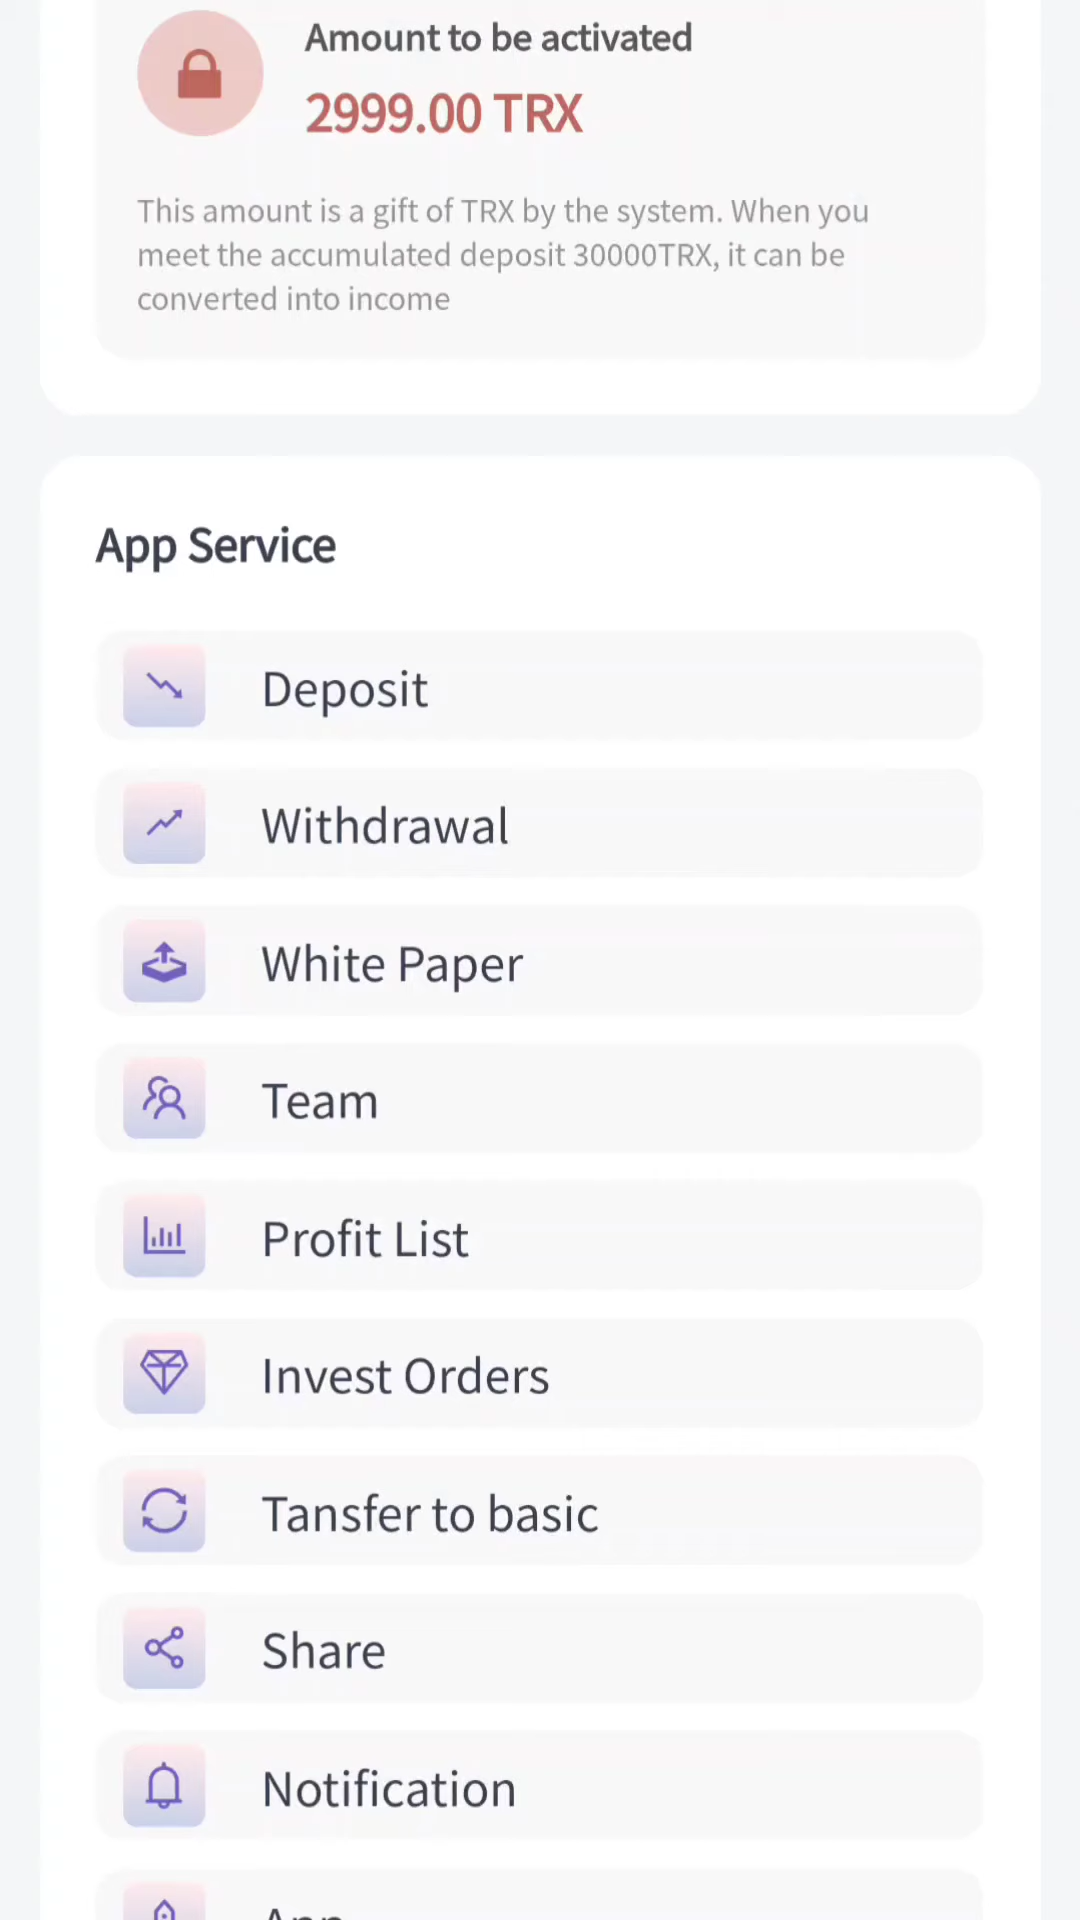 Amount to be activated
2999.00 TRX
This amount is a gift of TRX by the system. When you
meet the accumulated deposit 30000TRX, it can be
converted into income
App Service
Deposit
Withdrawal
White Paper
Team
Profit List
Invest Orders
Tansfer to basic
Share
Notification
App